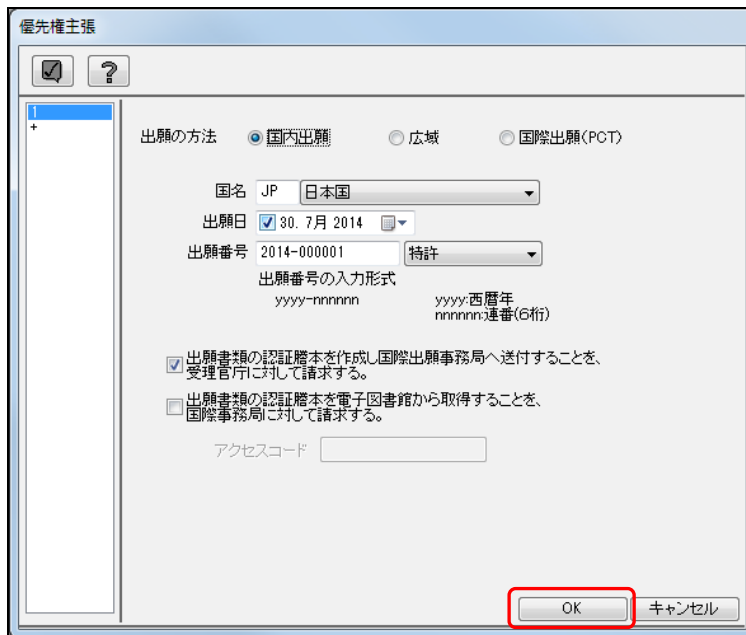 優先権主張
?
1
+
出願の方法 国内出願 広域 国際出願(PCT)
国名 JP 日本国
出願日 30. 7月 2014
出願番号 2014-000001 特許
出願番号の入力形式
yyyy-nnnnnn yyyy:西暦年
nnnnnn:連番(6桁)
出願書類の認証謄本を作成し国際出願事務局へ送付することを、
受理官庁に対して請求する。
出願書類の認証謄本を電子図書館から取得することを、
国際事務局に対して請求する。
アクセスコード
OK キャンセル